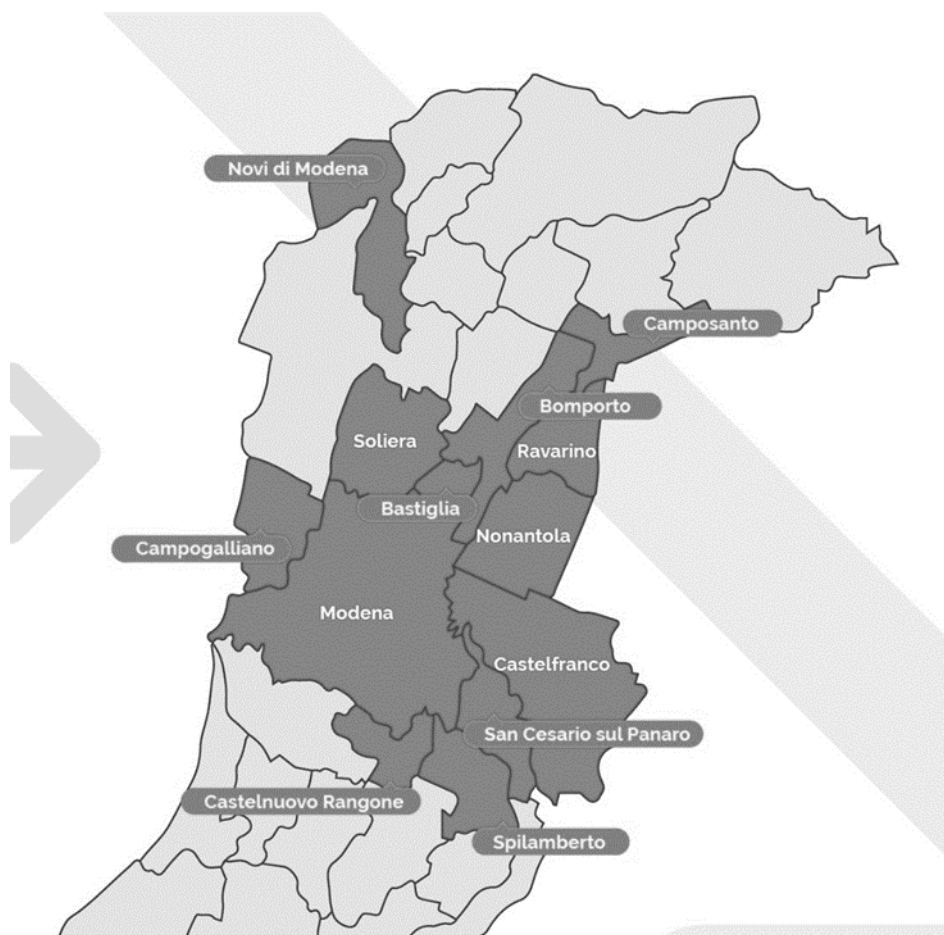 Novi di Modena
Camposanto
Bomporto
Soliera
Ravarino
Bastiglia
Nonantola
Campogalliano
Modena
Castelfranco
San Cesario sul Panaro
Castelnuovo Rangone
Spilamberto